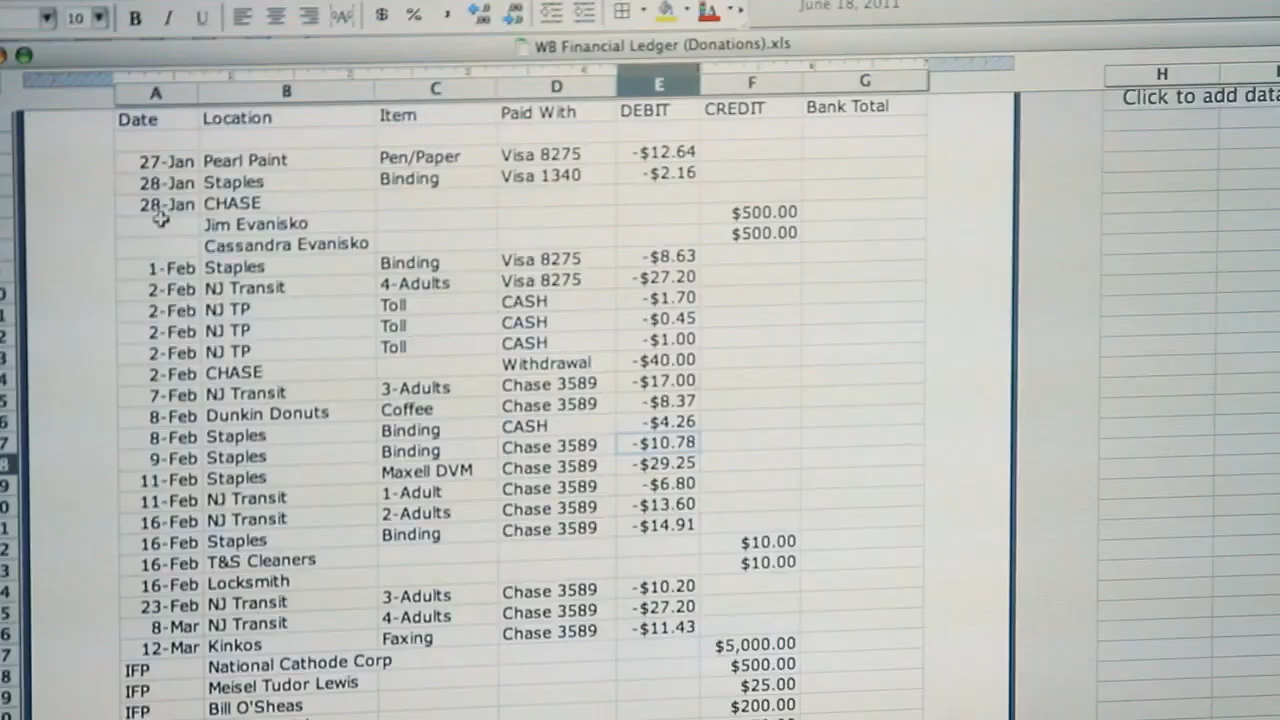 10 B I U $ % ,
June 18, 2011
WB Financial Ledger (Donations).xls
A B C D E F G H
Click to add data
Date Location Item Paid With DEBIT CREDIT Bank Total
27-Jan Pearl Paint Pen/Paper Visa 8275 -$12.64
28-Jan Staples Binding Visa 1340 -$2.16
28-Jan CHASE
Jim Evanisko $500.00
Cassandra Evanisko $500.00
1-Feb Staples Binding Visa 8275 -$8.63
2-Feb NJ Transit 4-Adults Visa 8275 -$27.20
2-Feb NJ TP Toll CASH -$1.70
2-Feb NJ TP Toll CASH -$0.45
2-Feb NJ TP Toll CASH -$1.00
2-Feb CHASE Withdrawal -$40.00
7-Feb NJ Transit 3-Adults Chase 3589 -$17.00
8-Feb Dunkin Donuts Coffee Chase 3589 -$8.37
8-Feb Staples Binding CASH -$4.26
9-Feb Staples Binding Chase 3589 -$10.78
11-Feb Staples Maxell DVM Chase 3589 -$29.25
11-Feb NJ Transit 1-Adult Chase 3589 -$6.80
16-Feb NJ Transit 2-Adults Chase 3589 -$13.60
16-Feb Staples Binding Chase 3589 -$14.91
16-Feb T&S Cleaners $10.00
16-Feb Locksmith $10.00
23-Feb NJ Transit 3-Adults Chase 3589 -$10.20
8-Mar NJ Transit 4-Adults Chase 3589 -$27.20
12-Mar Kinkos Faxing Chase 3589 -$11.43
IFP National Cathode Corp $5,000.00
IFP Meisel Tudor Lewis $500.00
IFP Bill O'Sheas $25.00
$200.00